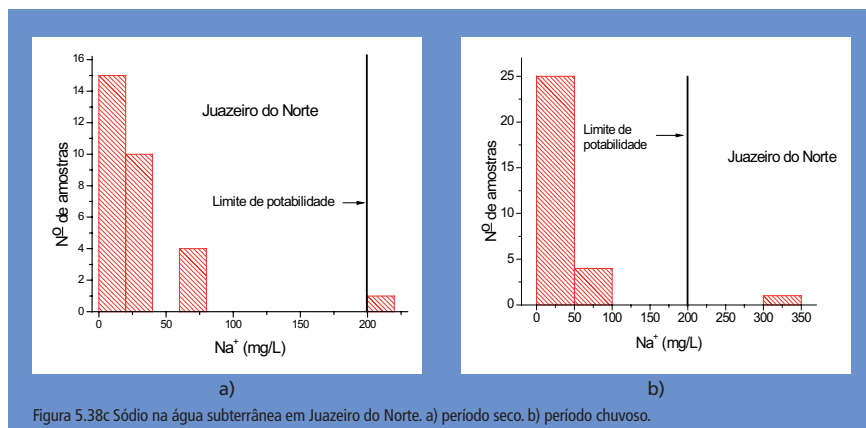 16
14
12
10
8
6
4
2
0
Nº de amostras
Juazeiro do Norte
Limite de potabilidade
0
50
100
150
200
Na+ (mg/L)
a)
25
20
15
10
5
0
Nº de amostras
Limite de
potabilidade
Juazeiro do Norte
0
50
100
150
200
250
300
350
Na+ (mg/L)
b)
Figura 5.38c Sódio na água subterrânea em Juazeiro do Norte. a) período seco. b) período chuvoso.